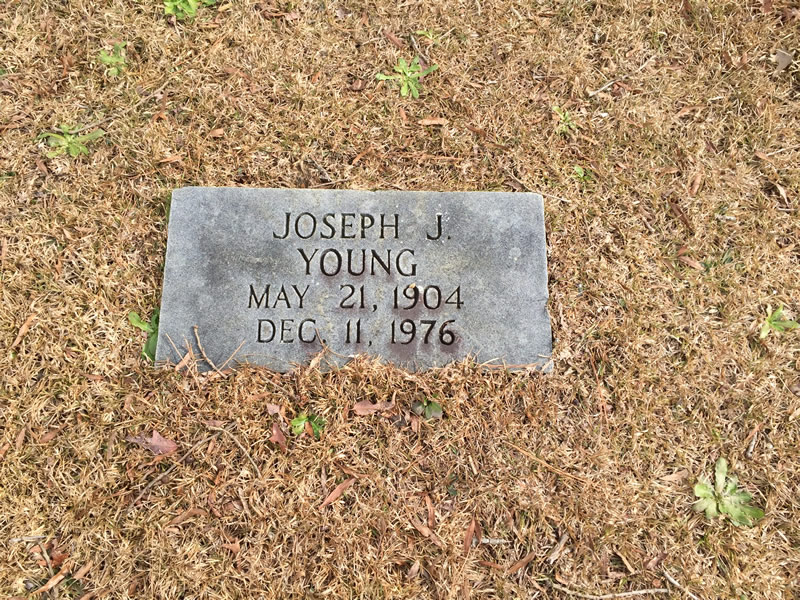 JOSEPH J.
YOUNG
MAY 21, 1904
DEC. 11, 1976